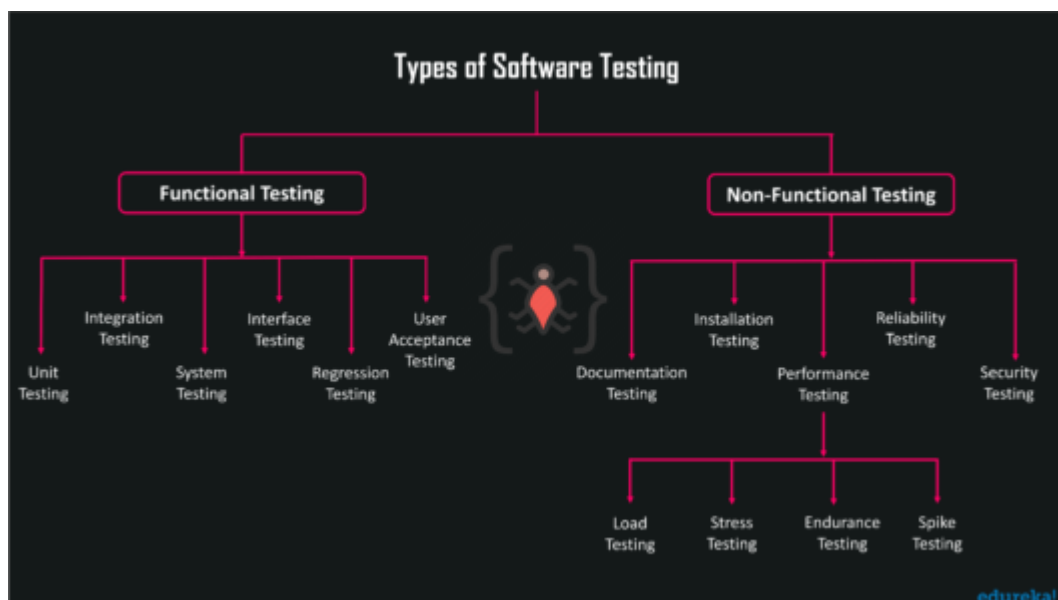 Types of Software Testing
Functional Testing
Non-Functional Testing
Unit
Testing
Integration
Testing
System
Testing
Interface
Testing
Regression
Testing
User
Acceptance
Testing
Documentation
Testing
Installation
Testing
Performance
Testing
Reliability
Testing
Security
Testing
Load
Testing
Stress
Testing
Endurance
Testing
Spike
Testing
edureka!